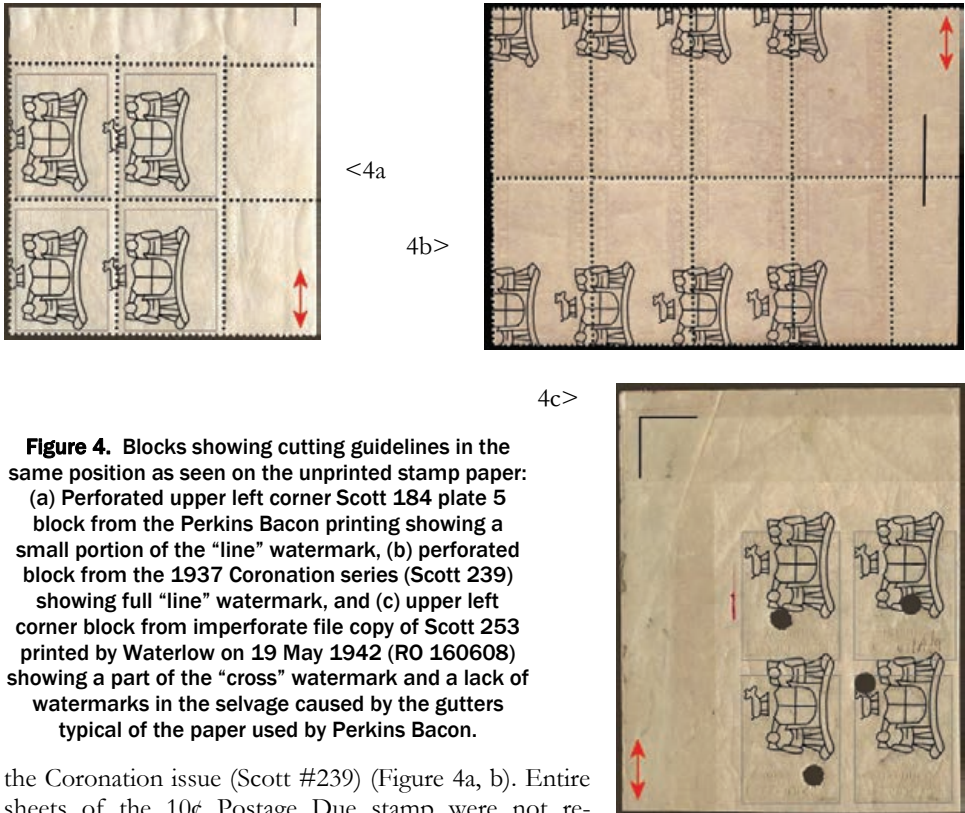 <4a
4b>
4c>
Figure 4. Blocks showing cutting guidelines in the
same position as seen on the unprinted stamp paper:
(a) Perforated upper left corner Scott 184 plate 5
block from the Perkins Bacon printing showing a
small portion of the “line” watermark, (b) perforated
block from the 1937 Coronation series (Scott 239)
showing full “line” watermark, and (c) upper left
corner block from imperforate file copy of Scott 253
printed by Waterlow on 19 May 1942 (RO 160608)
showing a part of the “cross” watermark and a lack of
watermarks in the selvage caused by the gutters
typical of the paper used by Perkins Bacon.
the Coronation issue (Scott #239) (Figure 4a, b). Entire
sheets of the 10¢ Postage Due stamp were not re-